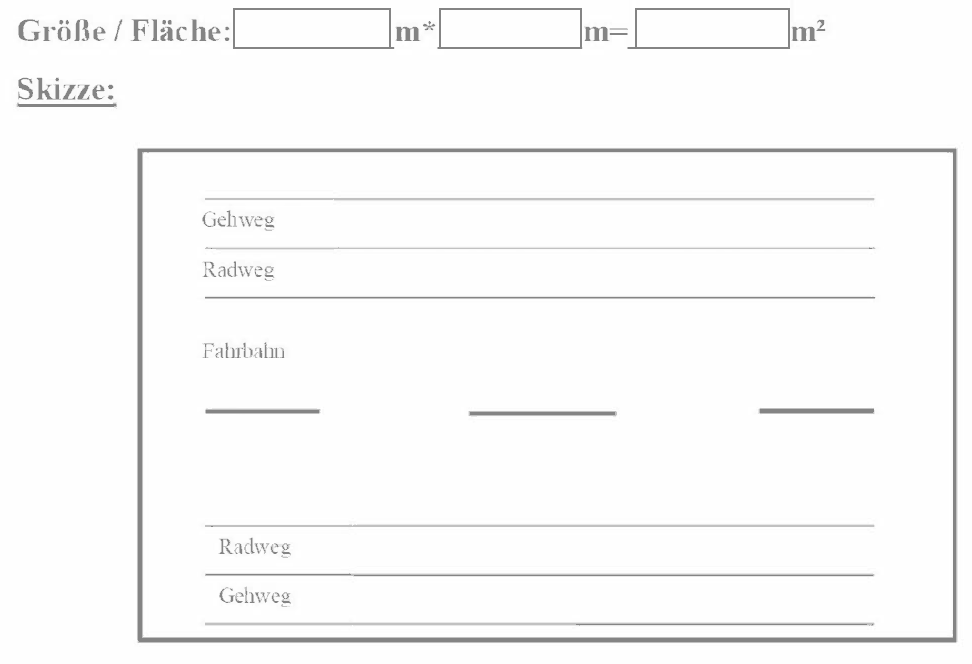 Größe / Fläche: m* m= m²
Skizze:
Gehweg
Radweg
Fahrbahn
Radweg
Gehweg